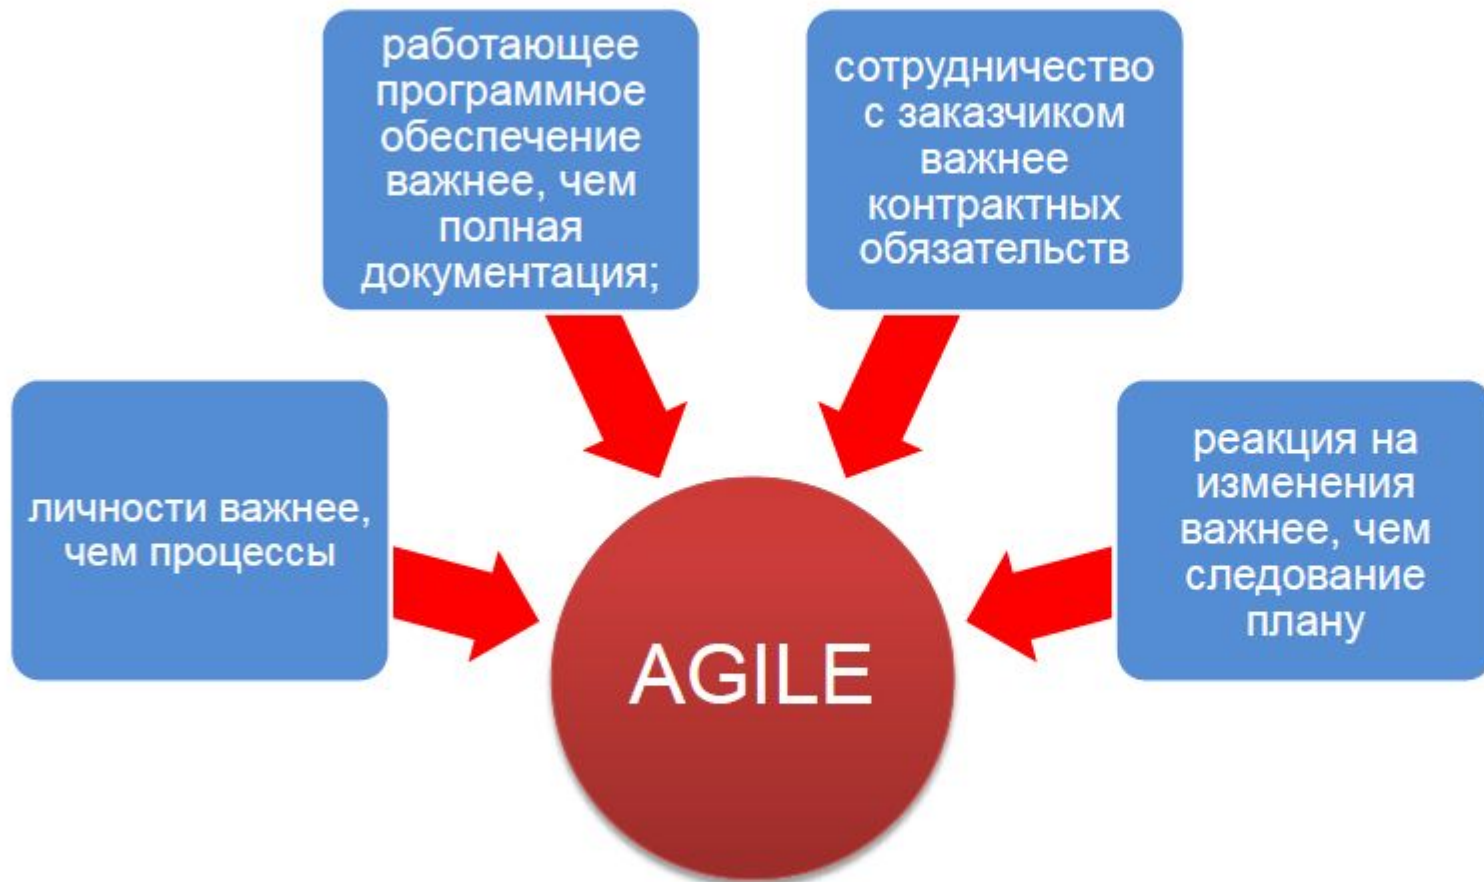 работающее
программное
обеспечение
важнее, чем
полная
документация;
сотрудничество
с заказчиком
важнее
контрактных
обязательств
личности важнее,
чем процессы
реакция на
изменения
важнее, чем
следование
плану
AGILE